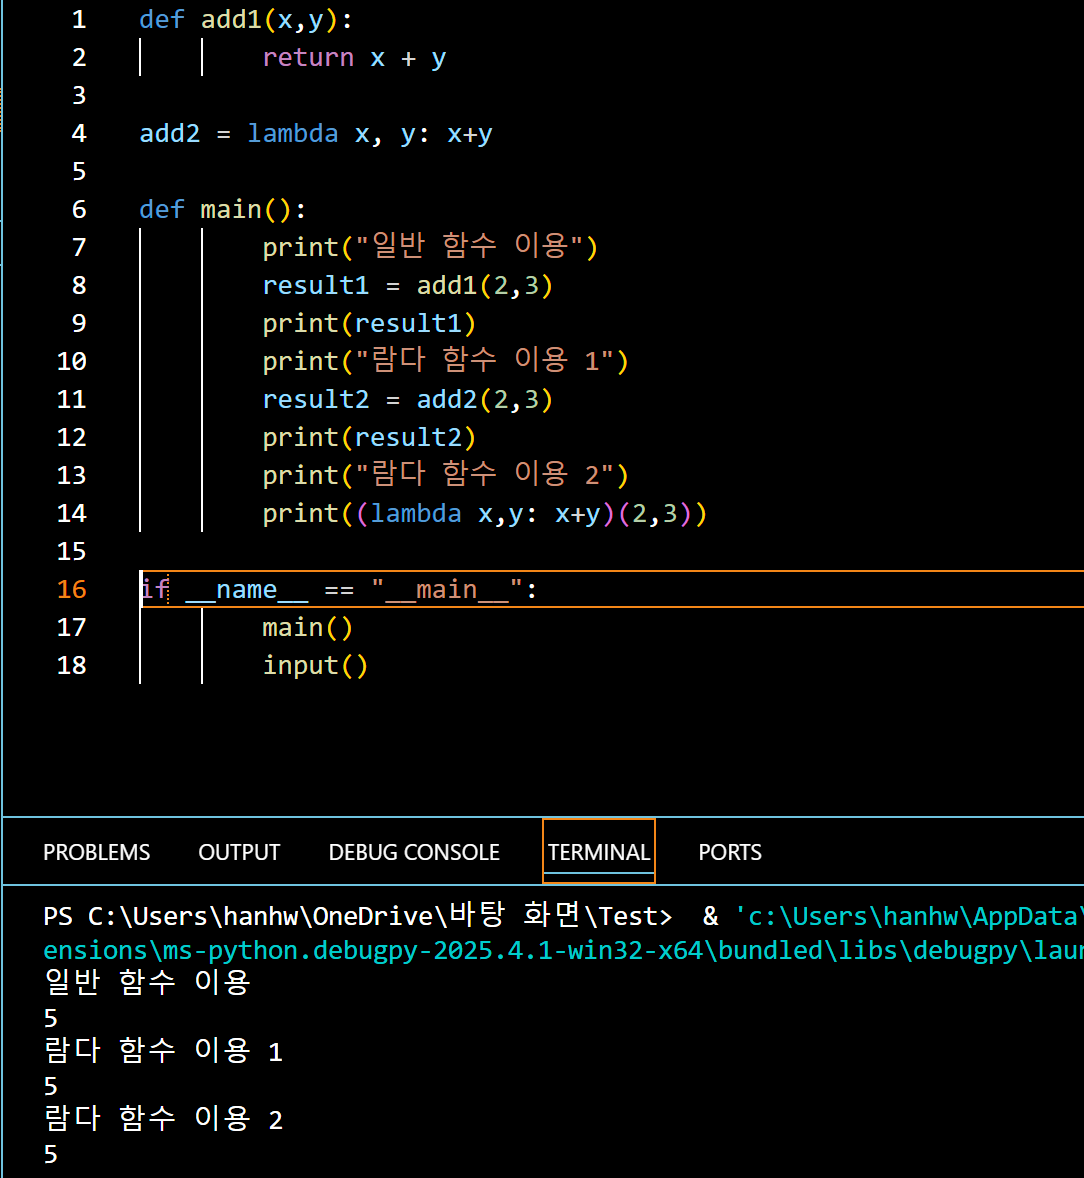 1 def add1(x,y):
2 return x + y
3
4 add2 = lambda x, y: x+y
5
6 def main():
7 print("일반 함수 이용")
8 result1 = add1(2,3)
9 print(result1)
10 print("람다 함수 이용 1")
11 result2 = add2(2,3)
12 print(result2)
13 print("람다 함수 이용 2")
14 print((lambda x,y: x+y)(2,3))
15
16 if __name__ == "__main__":
17 main()
18 input()
PROBLEMS OUTPUT DEBUG CONSOLE TERMINAL PORTS
PS C:\Users\hanhw\OneDrive\바탕 화면\Test> & 'c:\Users\hanhw\AppData\
ensions\ms-python.debugpy-2025.4.1-win32-x64\bundled\libs\debugpy\laun
일반 함수 이용
5
람다 함수 이용 1
5
람다 함수 이용 2
5